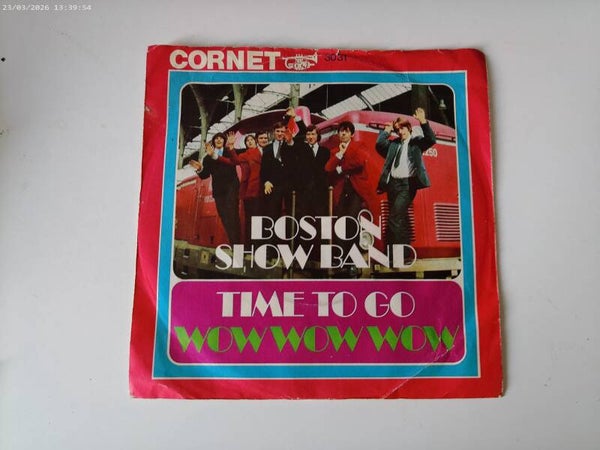 23/03/2026 13:39:54
CORNET
3031
BOSTON
SHOW BAND
TIME TO GO
WOW WOW WOW